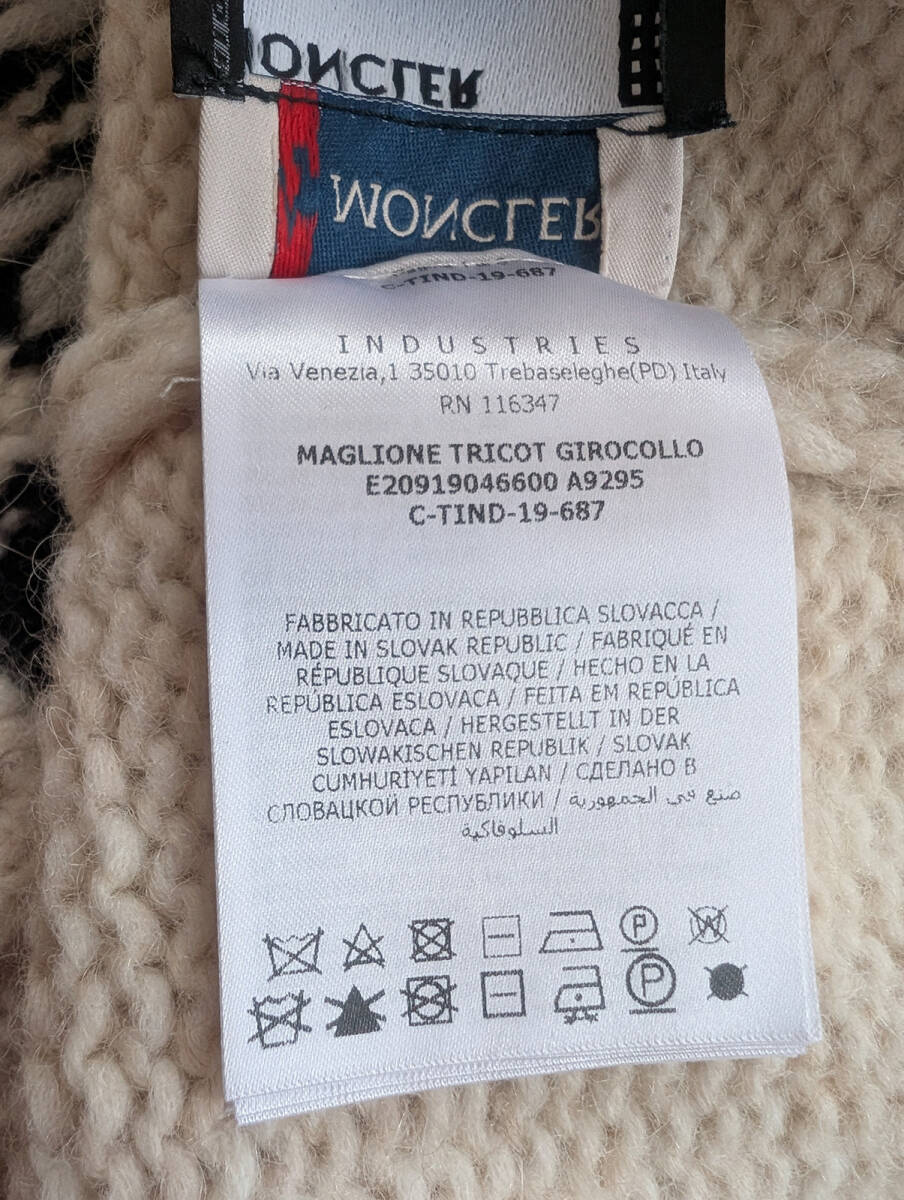 MONCLER
MONCLER
C-TIND-19-687
INDUSTRIES
Via Venezia,1 35010 Trebaseleghe(PD) Italy
RN 116347
MAGLIONE TRICOT GIROCOLLO
E20919046600 A9295
C-TIND-19-687
FABBRICATO IN REPUBBLICA SLOVACCA /
MADE IN SLOVAK REPUBLIC / FABRIQUÉ EN
RÉPUBLIQUE SLOVAQUE / HECHO EN LA
REPÚBLICA ESLOVACA / FEITA EM REPÚBLICA
ESLOVACA / HERGESTELLT IN DER
SLOWAKISCHEN REPUBLIK / SLOVAK
CUMHURİYETİ YAPILAN / СДЕЛАНО В
СЛОВАЦКОЙ РЕСПУБЛИКИ / صنع في الجمهورية
السلوفاكية
P W
P